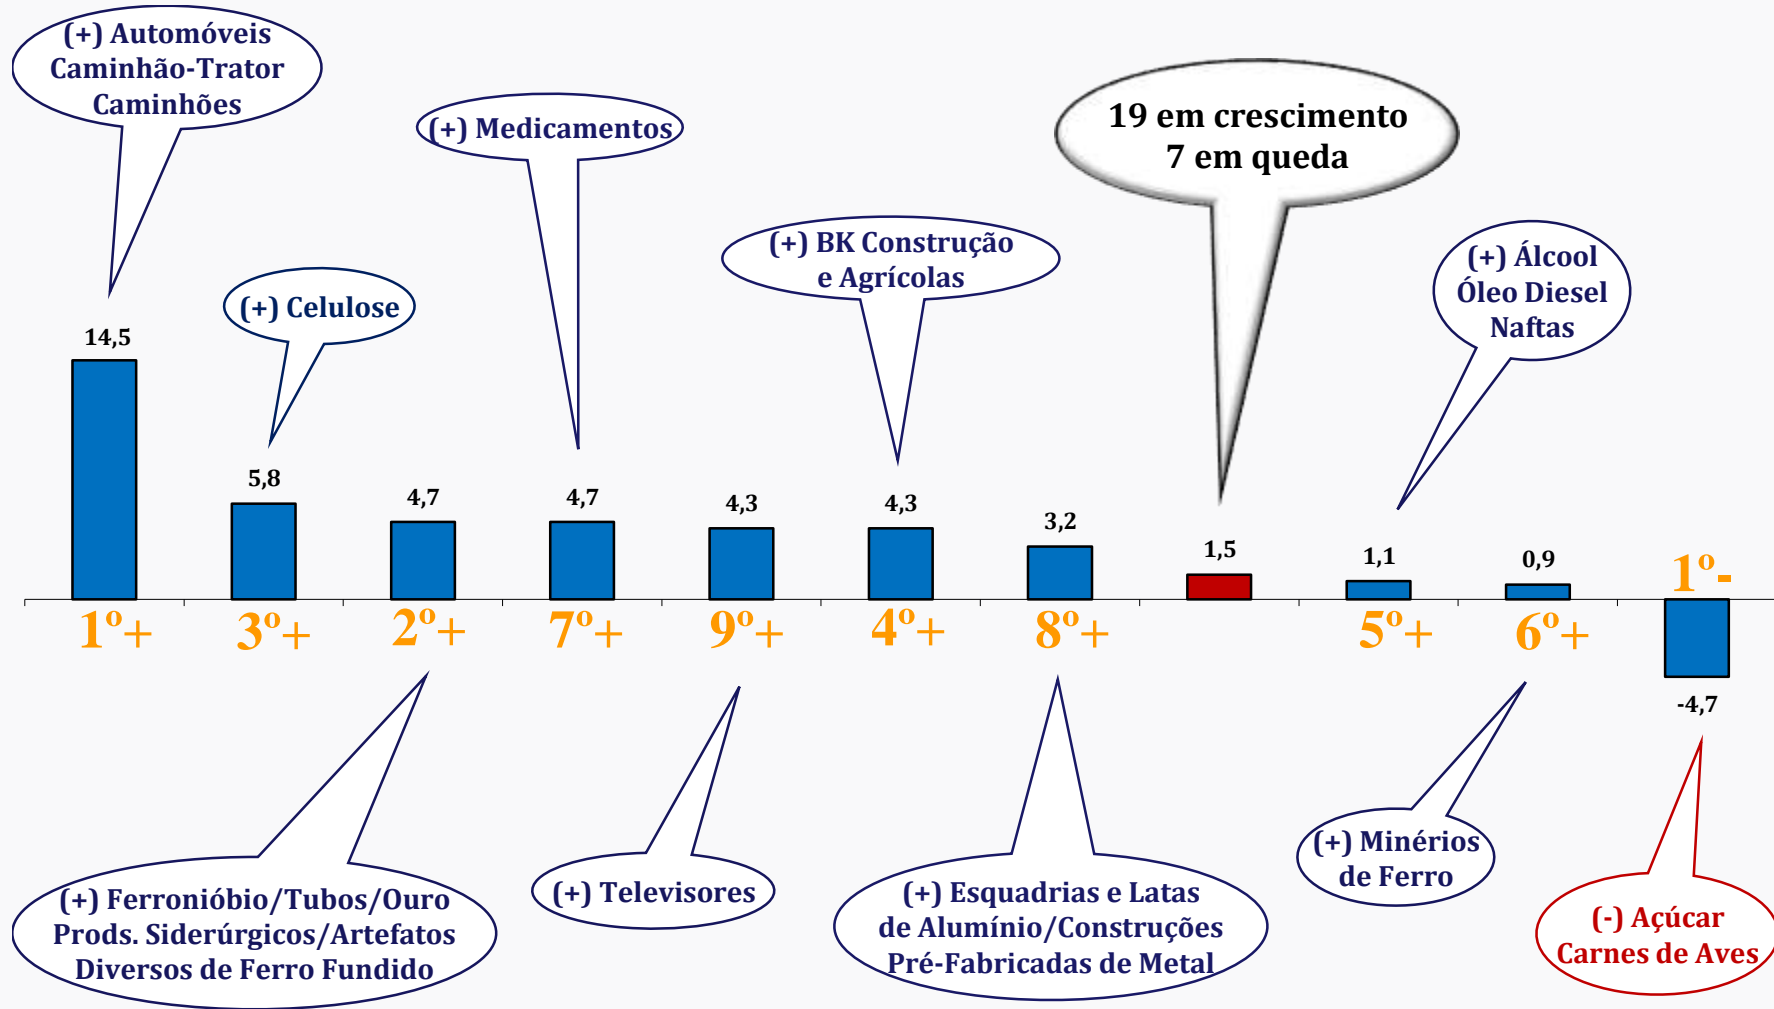 (+) Automóveis
Caminhão-Trator
Caminhões
(+) Medicamentos
19 em crescimento
7 em queda
(+) BK Construção
e Agrícolas
(+) Álcool
Óleo Diesel
Naftas
(+) Celulose
14,5
5,8
4,7
4,7
4,3
4,3
3,2
1,5
1,1
0,9
1º-
1º+
3º+
2º+
7º+
9º+
4º+
8º+
5º+
6º+
-4,7
(+) Ferronióbio/Tubos/Ouro
Prods. Siderúrgicos/Artefatos
Diversos de Ferro Fundido
(+) Televisores
(+) Esquadrias e Latas
de Alumínio/Construções
Pré-Fabricadas de Metal
(+) Minérios
de Ferro
(-) Açúcar
Carnes de Aves